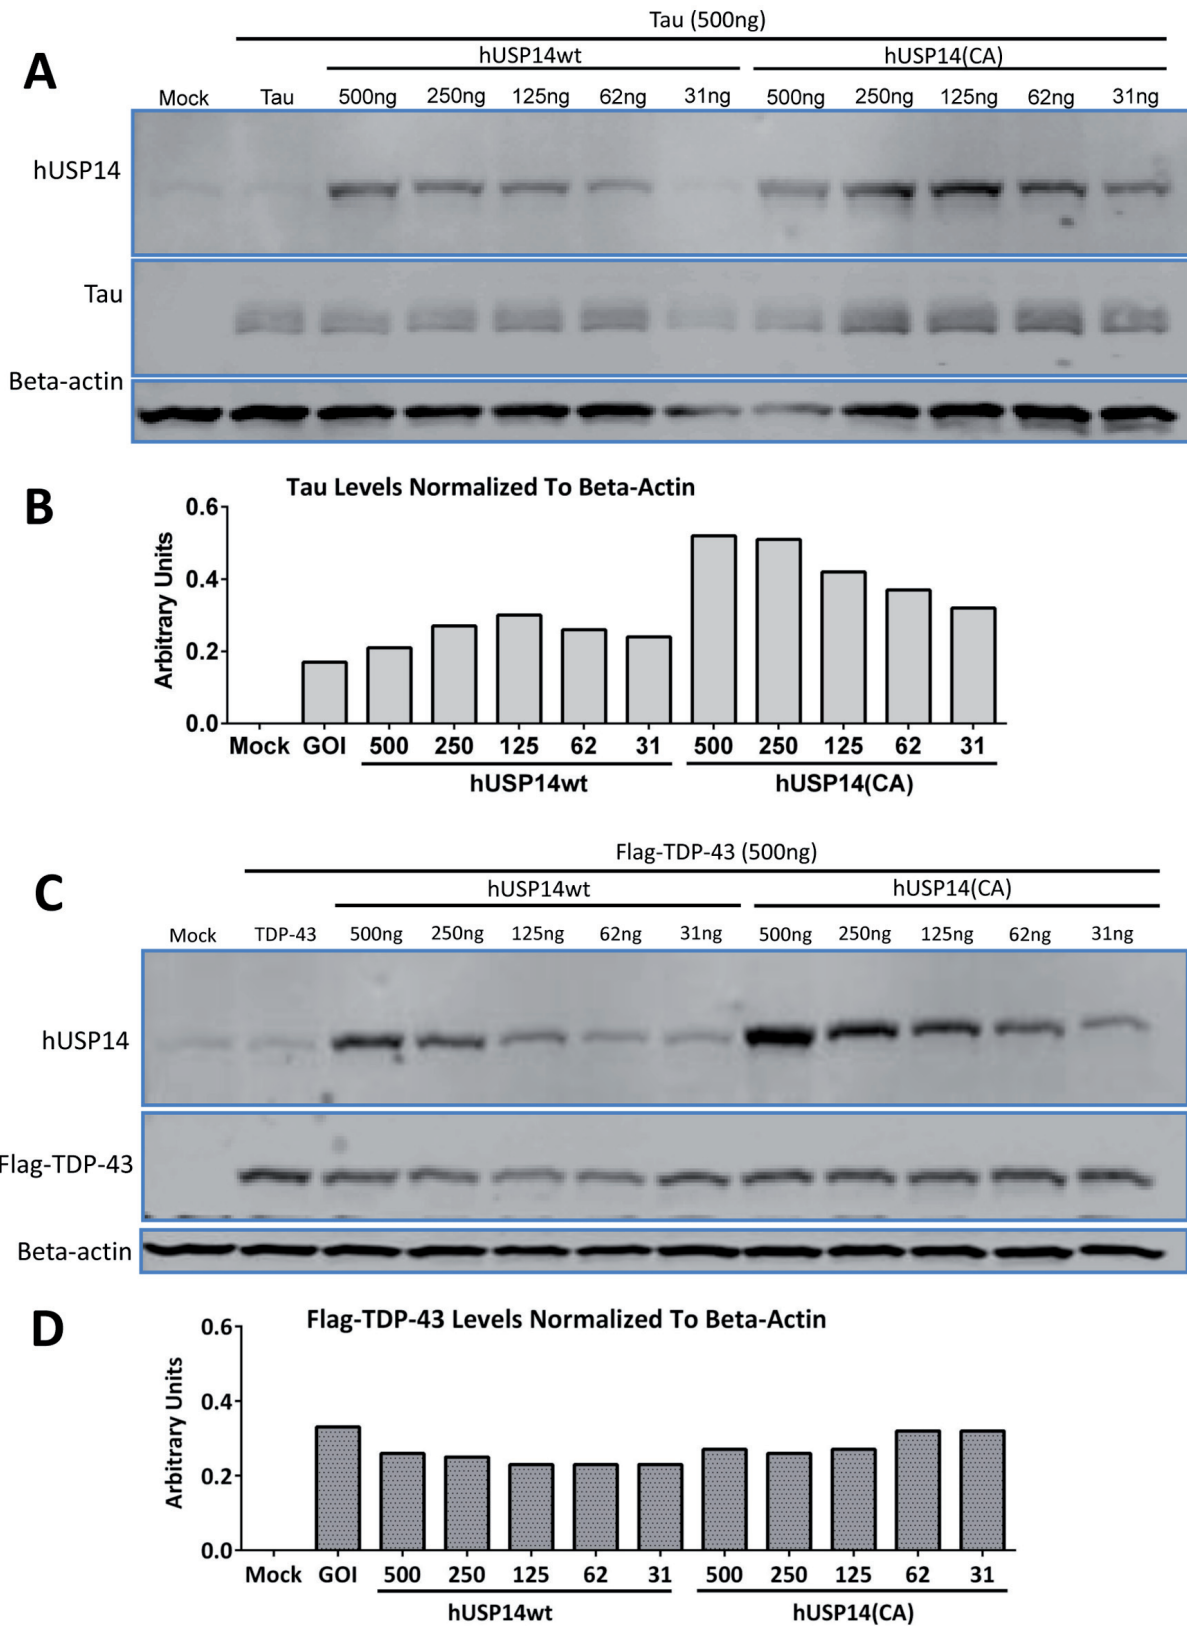 Tau (500ng)
A
hUSP14wt hUSP14(CA)
Mock Tau 500ng 250ng 125ng 62ng 31ng 500ng 250ng 125ng 62ng 31ng
hUSP14
Tau
Beta-actin
B
Tau Levels Normalized To Beta-Actin
Arbitrary Units
0.6
0.4
0.2
0.0
Mock GOI 500 250 125 62 31 500 250 125 62 31
hUSP14wt hUSP14(CA)
Flag-TDP-43 (500ng)
C
hUSP14wt hUSP14(CA)
Mock TDP-43 500ng 250ng 125ng 62ng 31ng 500ng 250ng 125ng 62ng 31ng
hUSP14
Flag-TDP-43
Beta-actin
D
Flag-TDP-43 Levels Normalized To Beta-Actin
Arbitrary Units
0.6
0.4
0.2
0.0
Mock GOI 500 250 125 62 31 500 250 125 62 31
hUSP14wt hUSP14(CA)